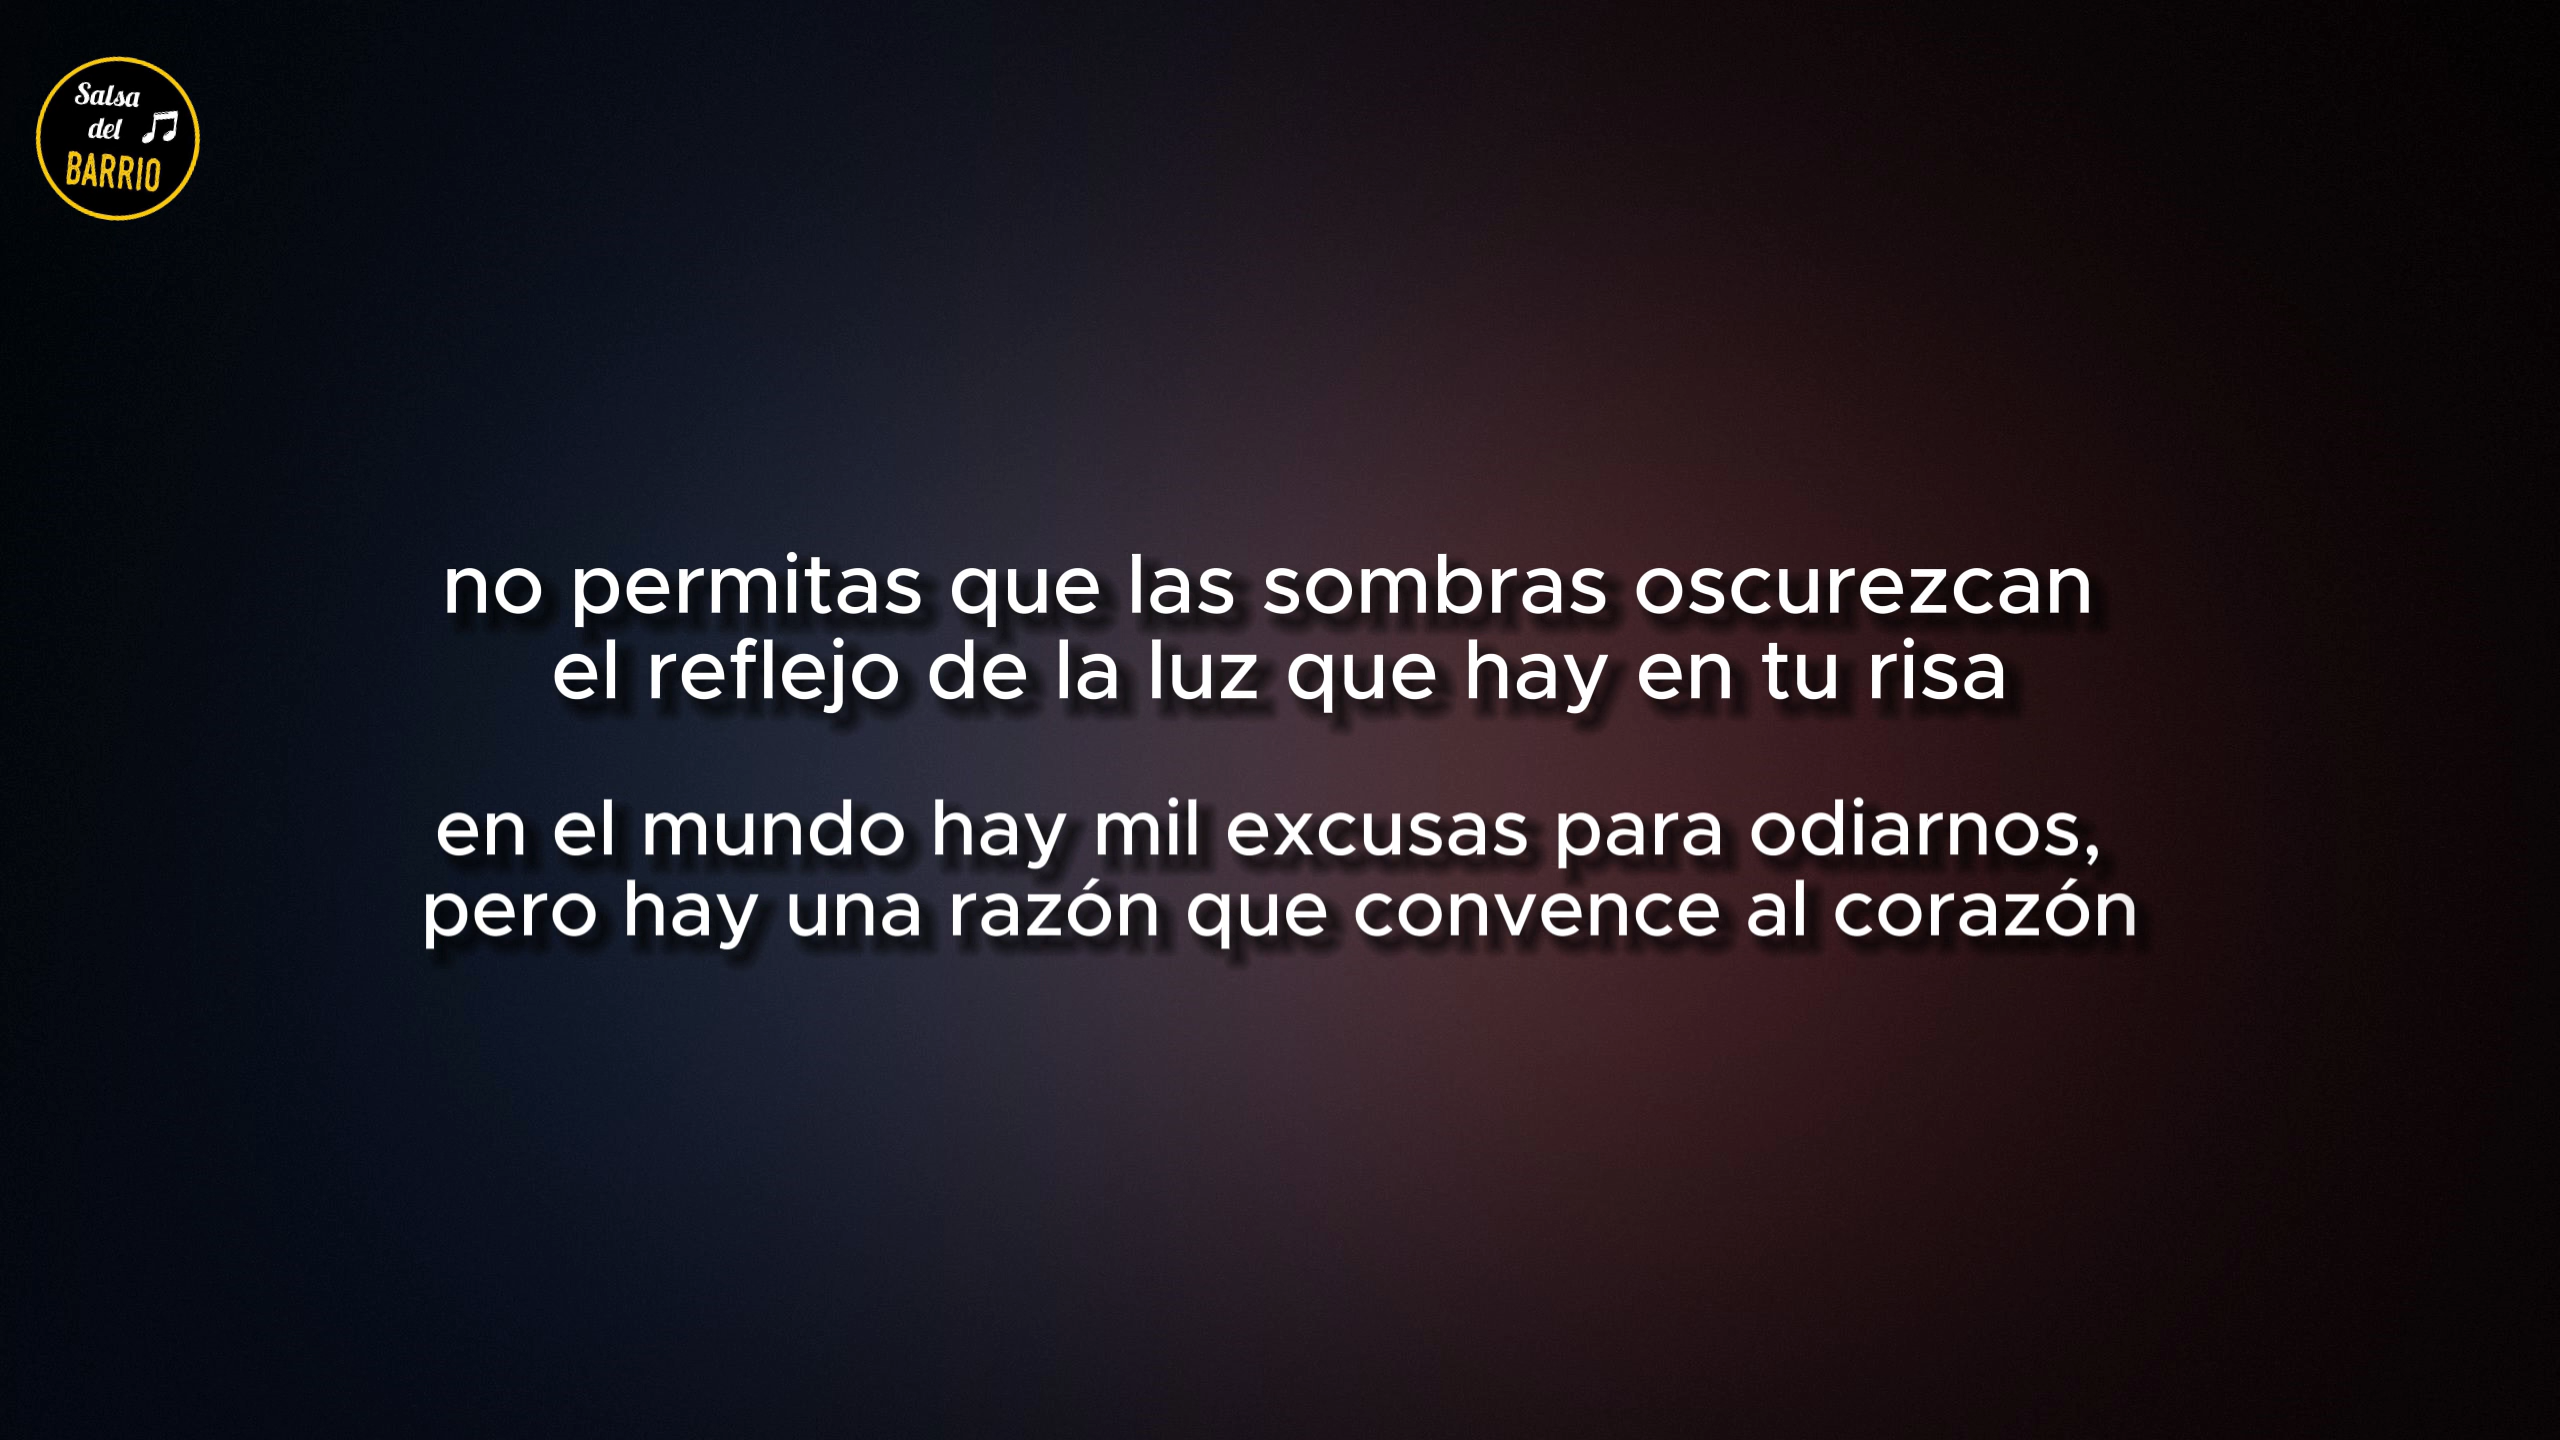 Salsa
del
BARRIO
no permitas que las sombras oscurezcan
el reflejo de la luz que hay en tu risa
en el mundo hay mil excusas para odiarnos,
pero hay una razón que convence al corazón